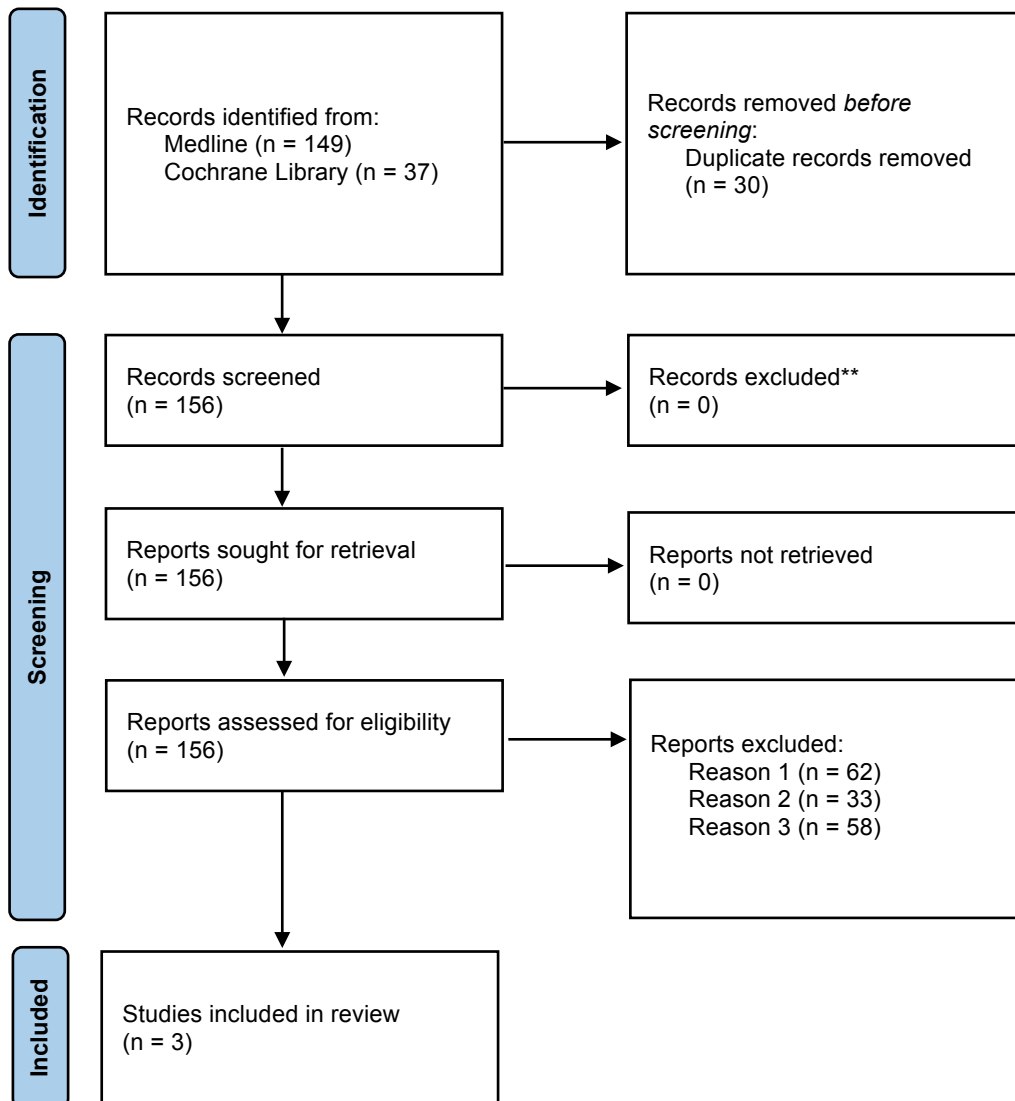 Identification
Records identified from:
Medline (n = 149)
Cochrane Library (n = 37)
Records removed before
screening:
Duplicate records removed
(n = 30)
Screening
Records screened
(n = 156)
Records excluded**
(n = 0)
Reports sought for retrieval
(n = 156)
Reports not retrieved
(n = 0)
Reports assessed for eligibility
(n = 156)
Reports excluded:
Reason 1 (n = 62)
Reason 2 (n = 33)
Reason 3 (n = 58)
Included
Studies included in review
(n = 3)